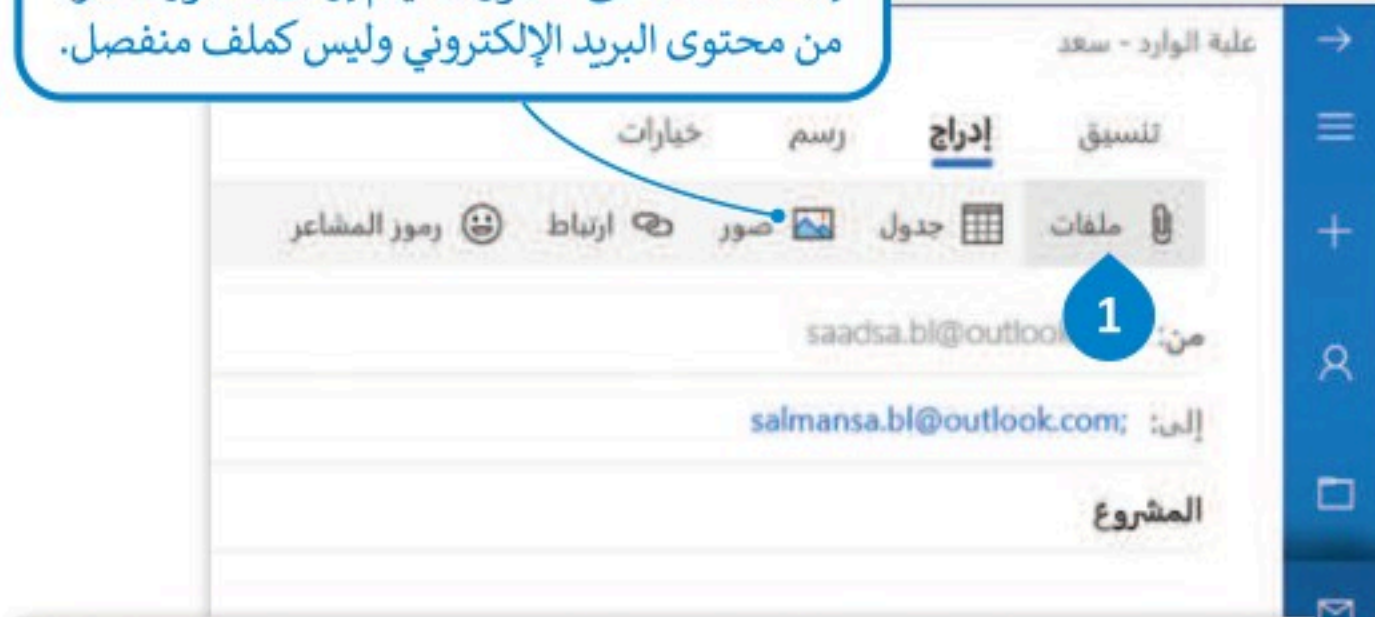 من محتوى البريد الإلكتروني وليس كملف منفصل.
علبة الوارد - سعد
تنسيق إدراج رسم خيارات
ملفات جدول صور ارتباط رموز المشاعر
1
من: saadsa.bl@outloo
إلى: salmansa.bl@outlook.com;
المشروع